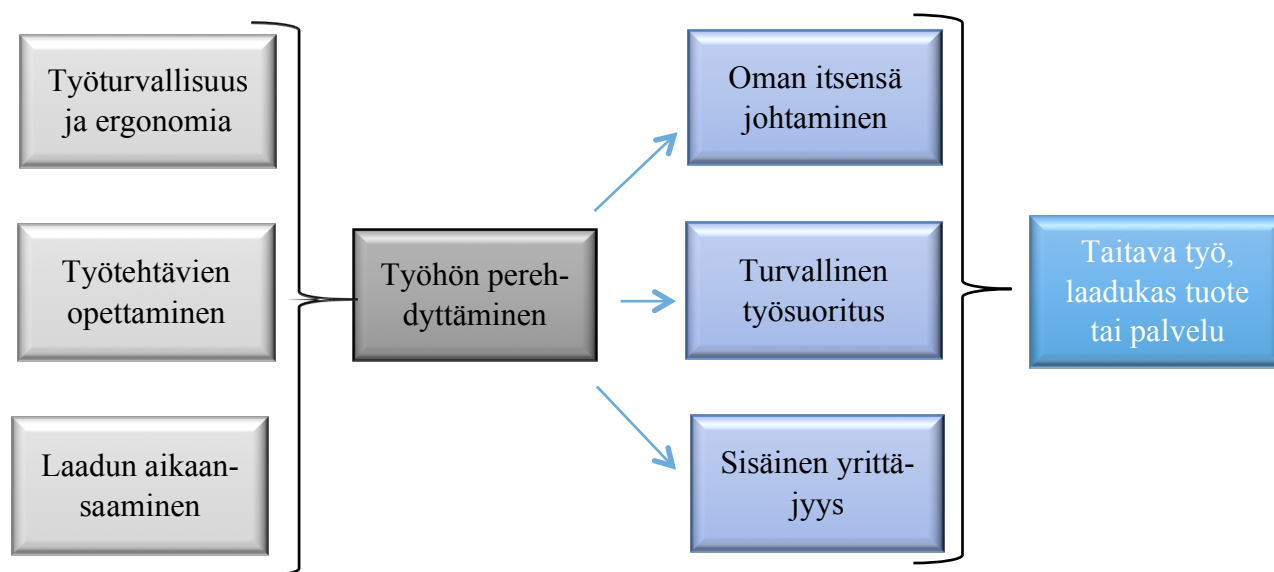 Työturvallisuus
ja ergonomia
Työtehtävien
opettaminen
Laadun aikaan-
saaminen
Työhön pereh-
dyttäminen
Oman itsensä
johtaminen
Turvallinen
työsuoritus
Sisäinen yrittä-
jyys
Taitava työ,
laadukas tuote
tai palvelu